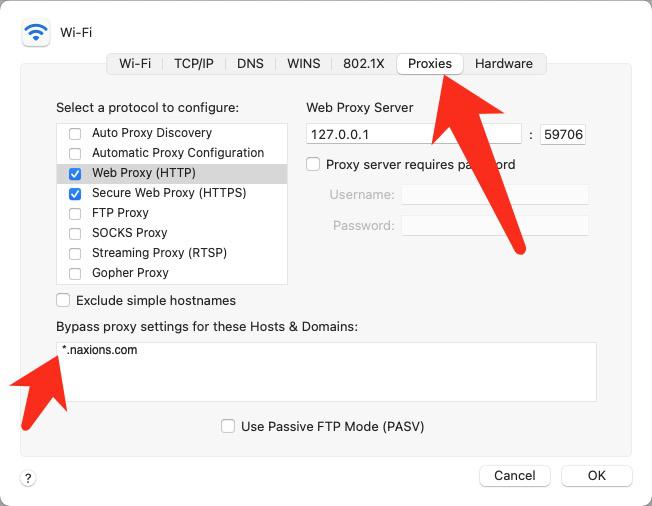 Wi-Fi
Wi-Fi TCP/IP DNS WINS 802.1X Proxies Hardware
Select a protocol to configure:
Auto Proxy Discovery
Automatic Proxy Configuration
Web Proxy (HTTP)
Secure Web Proxy (HTTPS)
FTP Proxy
SOCKS Proxy
Streaming Proxy (RTSP)
Gopher Proxy
Web Proxy Server
127.0.0.1 : 59706
Proxy server requires password
Username:
Password:
Exclude simple hostnames
Bypass proxy settings for these Hosts & Domains:
*.naxions.com
Use Passive FTP Mode (PASV)
? Cancel OK